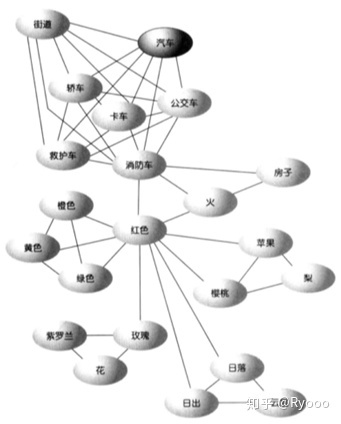 街道
汽车
轿车
公交车
卡车
救护车
消防车
房子
火
橙色
红色
黄色
苹果
绿色
樱桃
梨
紫罗兰
玫瑰
花
日落
日出
云
知乎 @Ryooo